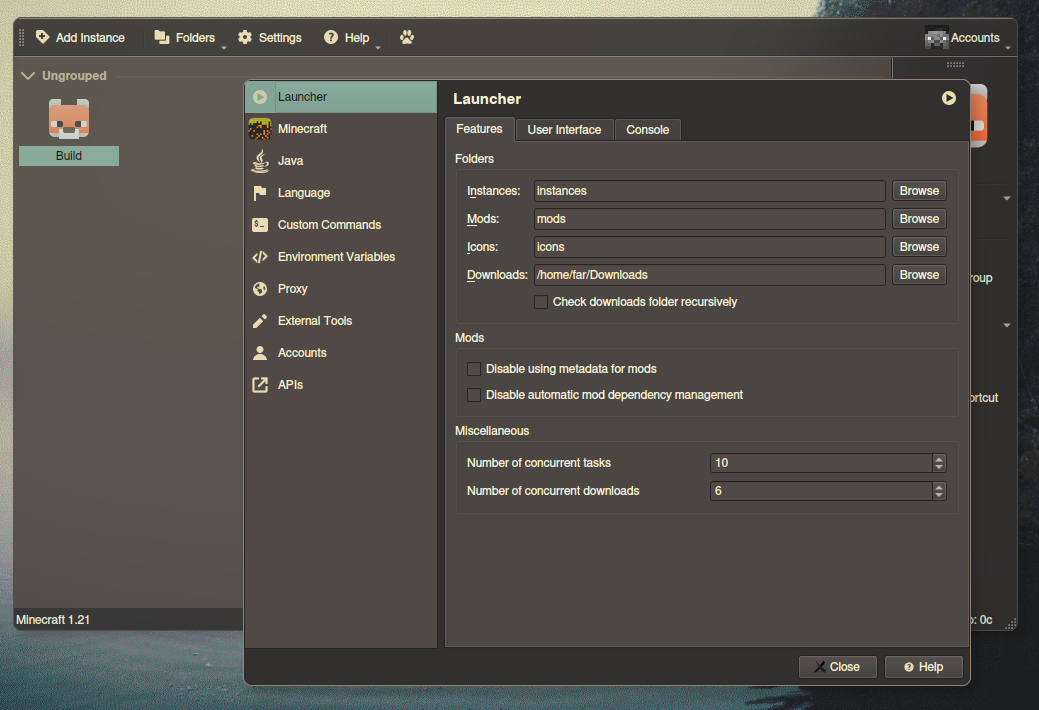 Add Instance Folders Settings Help Accounts
Ungrouped
Build
Launcher
Minecraft
Java
Language
Custom Commands
Environment Variables
Proxy
External Tools
Accounts
APIs
Launcher
Features User Interface Console
Folders
Instances: instances Browse
Mods: mods Browse
Icons: icons Browse
Downloads: /home/far/Downloads Browse
Check downloads folder recursively
Mods
Disable using metadata for mods
Disable automatic mod dependency management
Miscellaneous
Number of concurrent tasks 10
Number of concurrent downloads 6
Close Help
Minecraft 1.21